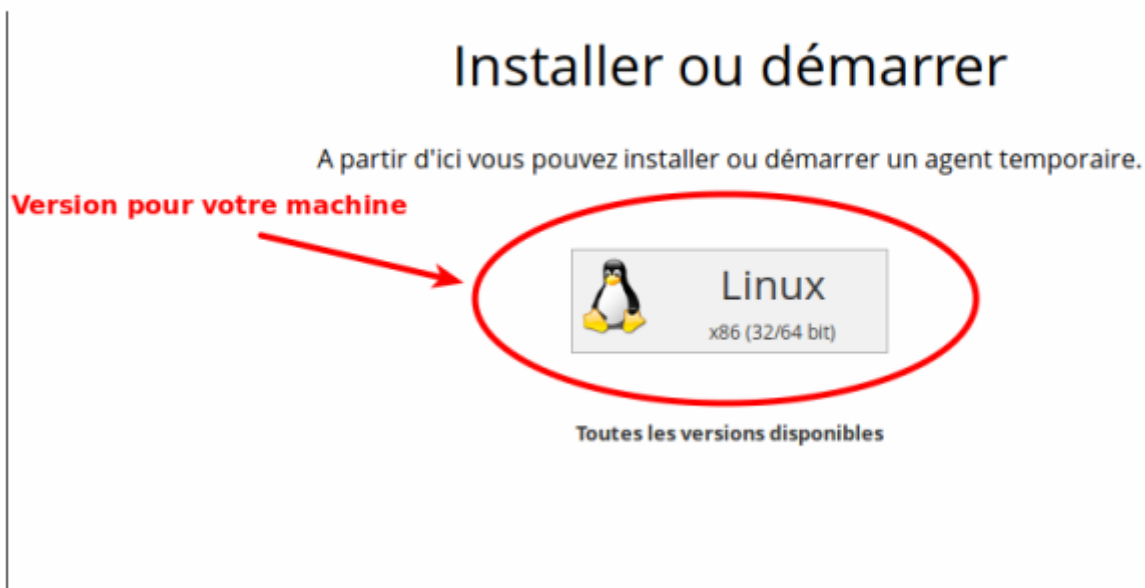 Installer ou démarrer
A partir d'ici vous pouvez installer ou démarrer un agent temporaire.
Version pour votre machine
Linux
x86 (32/64 bit)
Toutes les versions disponibles